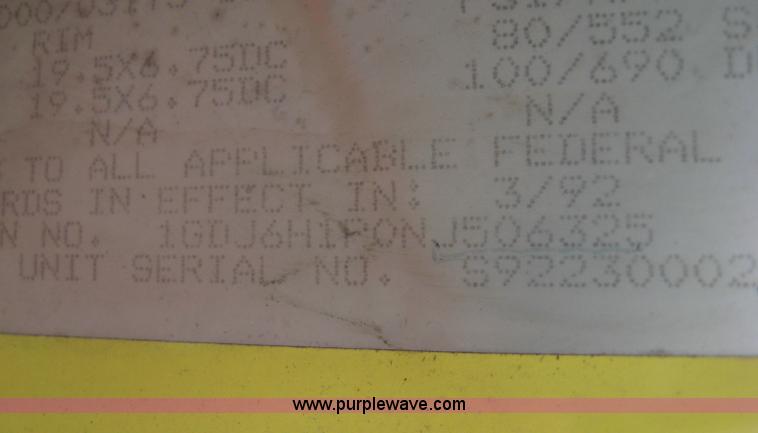 RIM
80/552 S
19.5X6.75DC
100/690 D
19.5X6.75DC
N/A
N/A
TO ALL APPLICABLE FEDERAL
RDS IN EFFECT IN: 3/92
N NO. 1GDJ6H1P0NJ506325
UNIT SERIAL NO. S92230002
www.purplewave.com